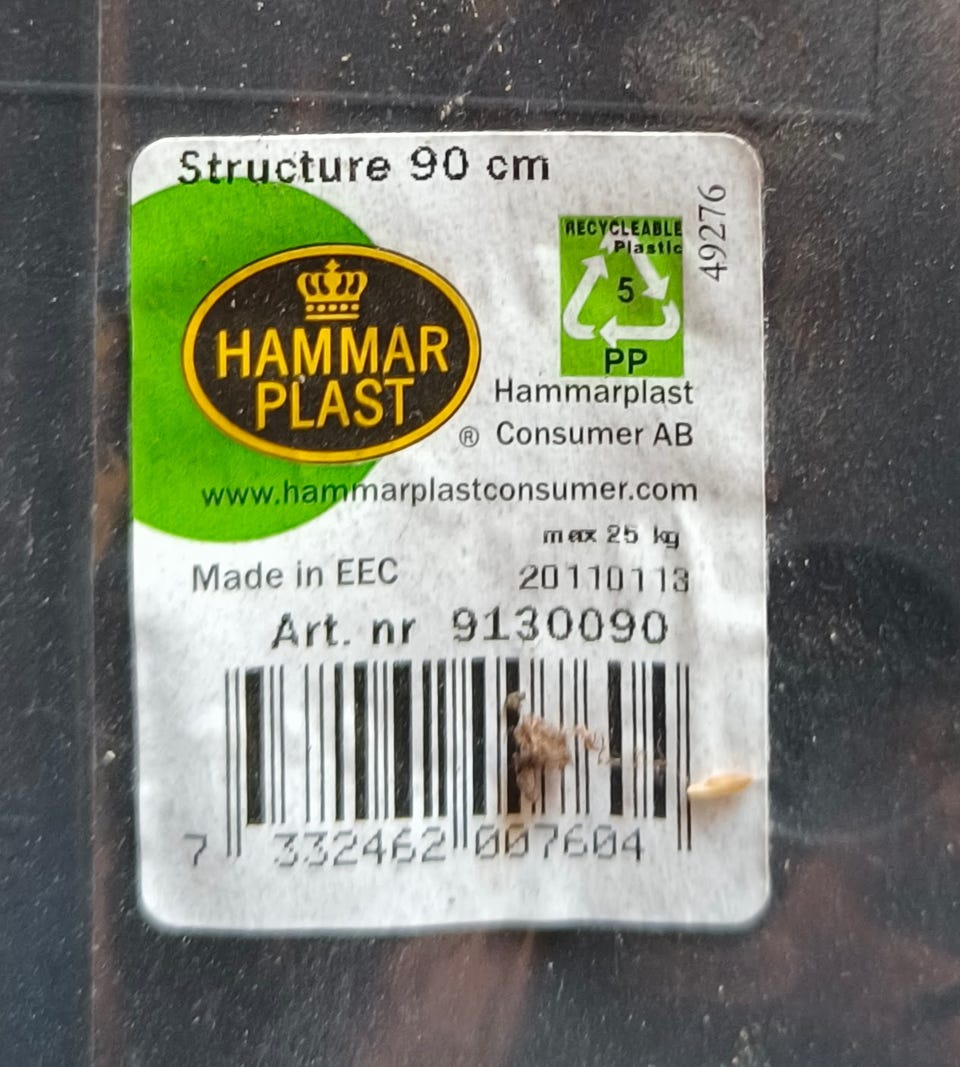 Structure 90 cm
49276
RECYCLEABLE
Plastic
5
PP
HAMMAR
PLAST
®
Hammarplast
Consumer AB
www.hammarplastconsumer.com
max 25 kg
Made in EEC
20110113
Art. nr 9130090
7 332462 007604